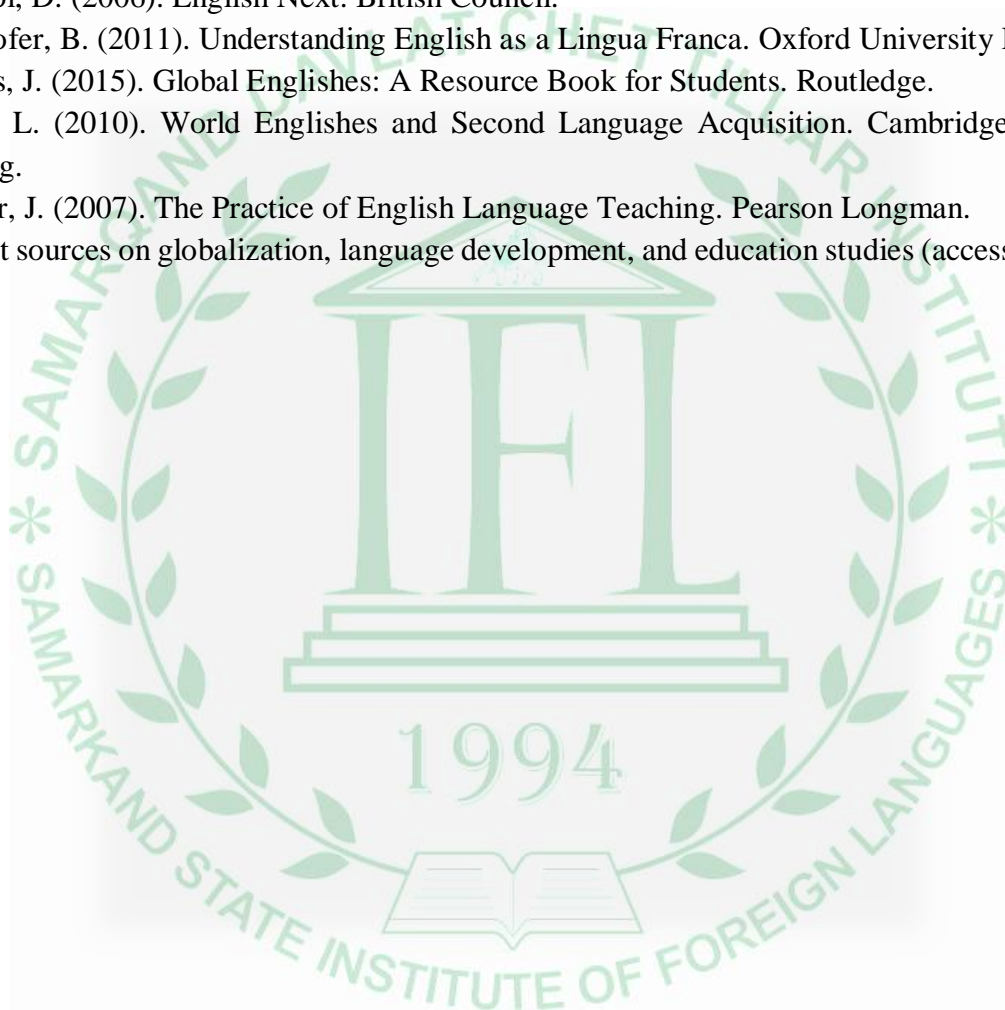 D. (2006). English Next. British Council.
B. (2011). Understanding English as a Lingua Franca. Oxford University
J. (2015). Global Englishes: A Resource Book for Students. Routledge.
L. (2010). World Englishes and Second Language Acquisition. Cambridge
J. (2007). The Practice of English Language Teaching. Pearson Longman.
sources on globalization, language development, and education studies
SAMARQAND DAVLAT CHET TILLAR INSTITUTI
IFL
1994
* SAMARKAND STATE INSTITUTE OF FOREIGN LANGUAGES *